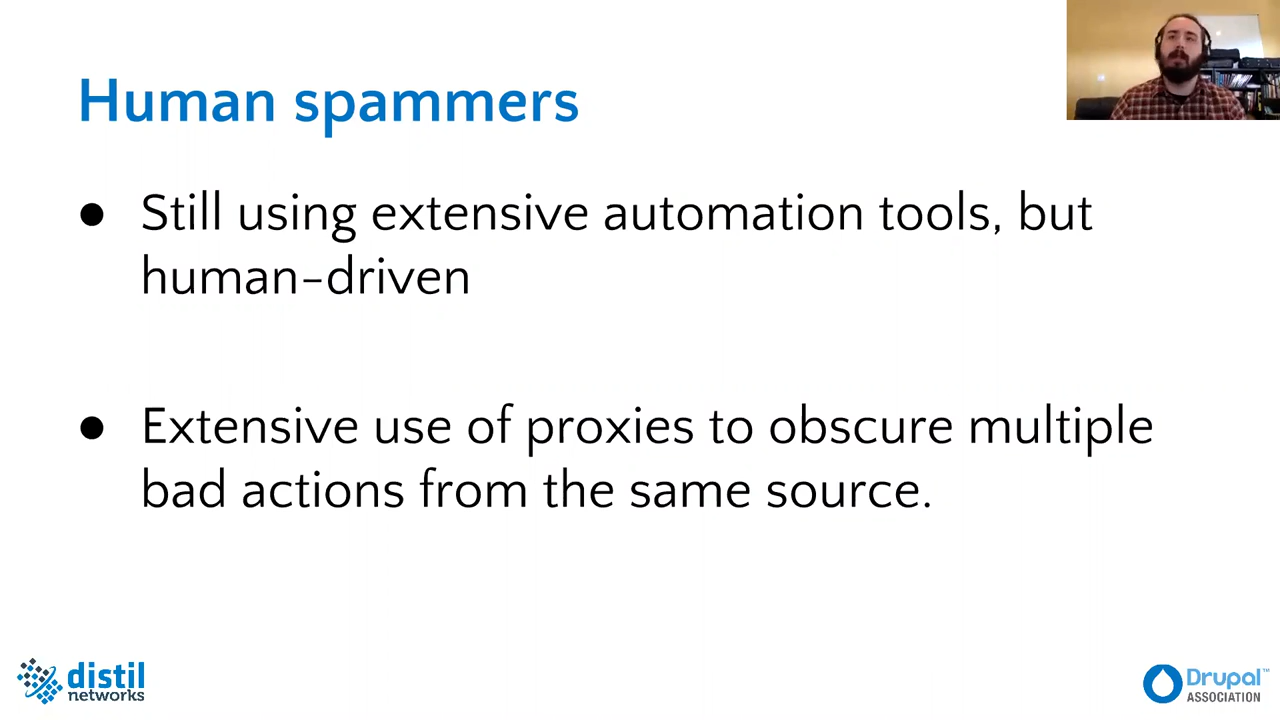 Human spammers
● Still using extensive automation tools, but
human-driven
● Extensive use of proxies to obscure multiple
bad actions from the same source.
distil
networks
Drupal™
ASSOCIATION